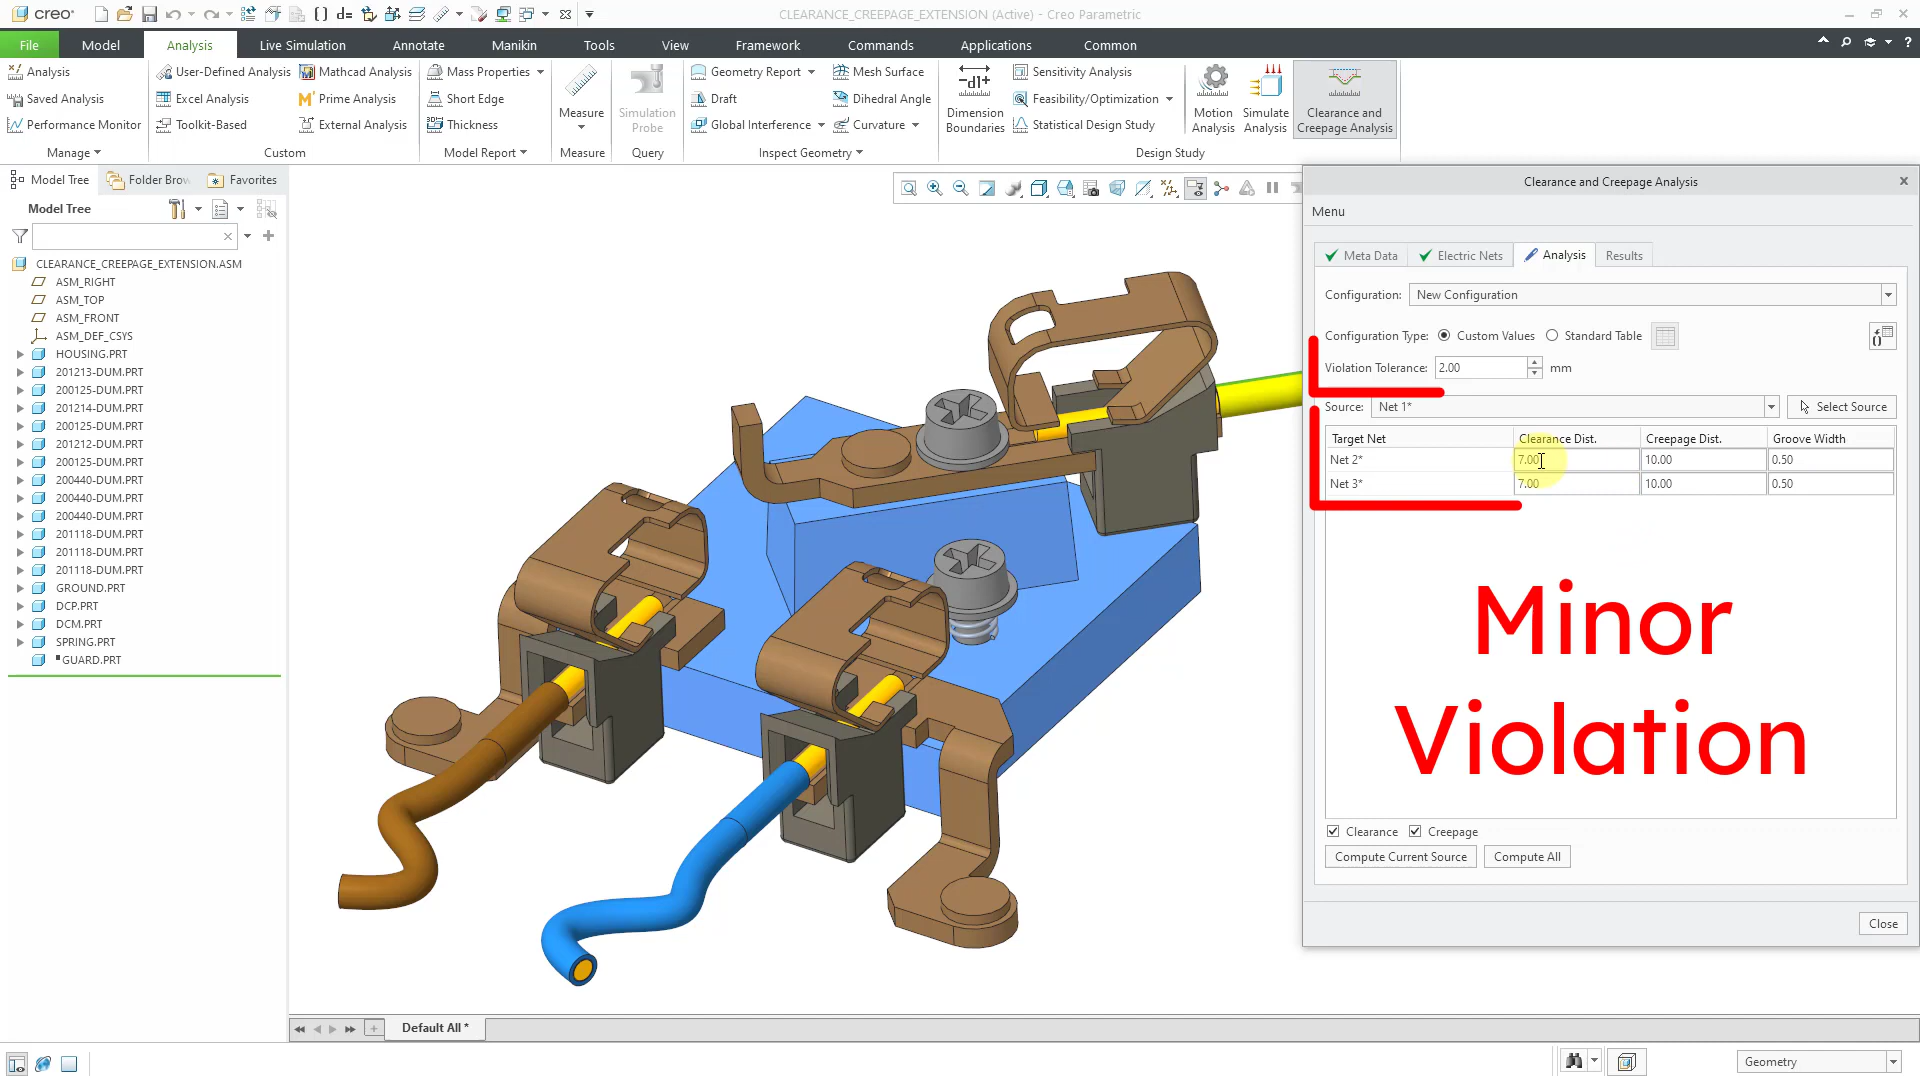 creo
d=
CLEARANCE_CREEPAGE_EXTENSION (Active) - Creo Parametric
File Model Analysis Live Simulation Annotate Manikin Tools View Framework Commands Applications Common
Analysis User-Defined Analysis Mathcad Analysis Mass Properties Geometry Report Mesh Surface Sensitivity Analysis
Saved Analysis Excel Analysis Prime Analysis Short Edge Draft Dihedral Angle Feasibility/Optimization
Performance Monitor Toolkit-Based External Analysis Thickness Global Interference Curvature Statistical Design Study
Measure
Simulation
Probe
Dimension
Boundaries
Motion
Analysis
Simulate
Analysis
Clearance and
Creepage Analysis
Manage Custom Model Report Measure Query Inspect Geometry Design Study
Model Tree Folder Brow Favorites
Model Tree
CLEARANCE_CREEPAGE_EXTENSION.ASM
ASM_RIGHT
ASM_TOP
ASM_FRONT
ASM_DEF_CSYS
HOUSING.PRT
201213-DUM.PRT
200125-DUM.PRT
201214-DUM.PRT
200125-DUM.PRT
201212-DUM.PRT
200125-DUM.PRT
200440-DUM.PRT
200440-DUM.PRT
200440-DUM.PRT
201118-DUM.PRT
201118-DUM.PRT
201118-DUM.PRT
GROUND.PRT
DCP.PRT
DCM.PRT
SPRING.PRT
GUARD.PRT
Clearance and Creepage Analysis
Menu
Meta Data Electric Nets Analysis Results
Configuration: New Configuration
Configuration Type: Custom Values Standard Table
Violation Tolerance: 2.00 mm
Source: Net 1* Select Source
Target Net Clearance Dist. Creepage Dist. Groove Width
Net 2* 7.00 10.00 0.50
Net 3* 7.00 10.00 0.50
Minor
Violation
Clearance Creepage
Compute Current Source Compute All
Close
Default All *
Geometry